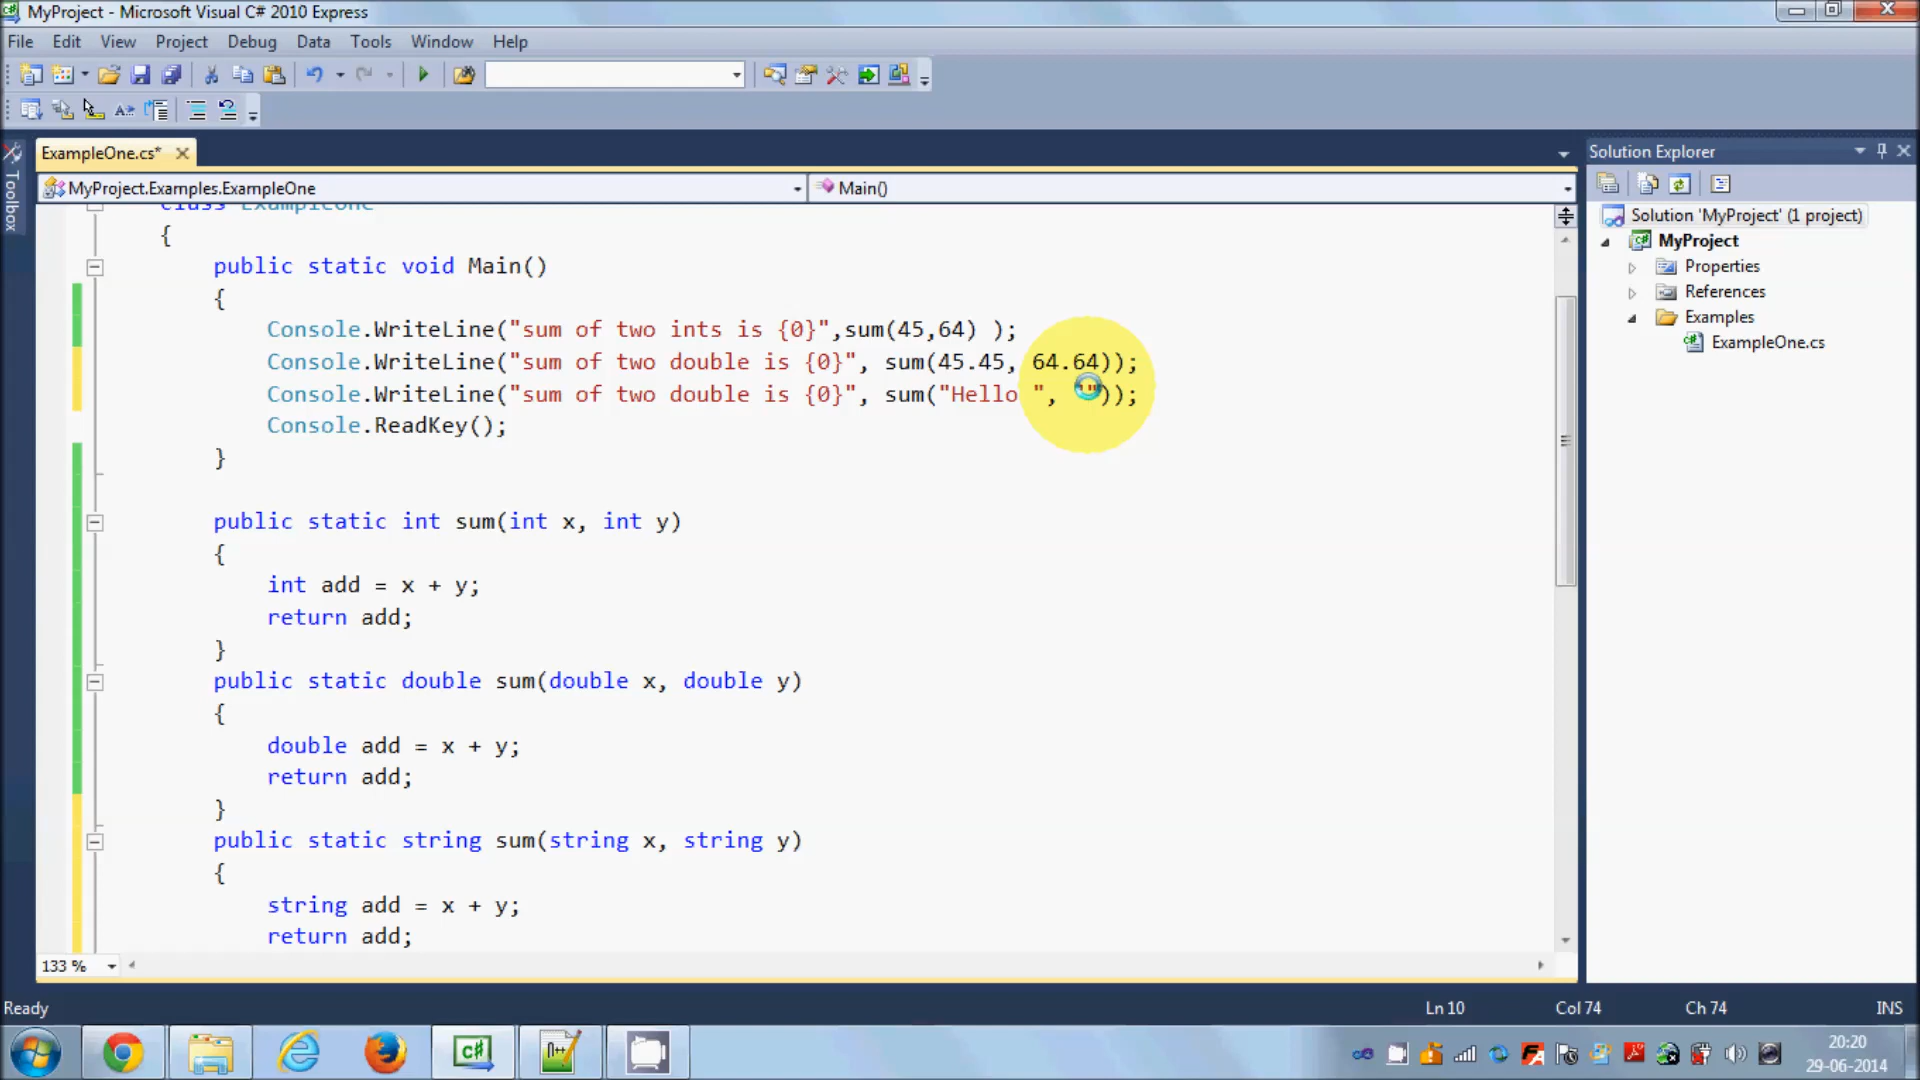 MyProject - Microsoft Visual C# 2010 Express
File Edit View Project Debug Data Tools Window Help
ExampleOne.cs*
Solution Explorer
Toolbox
MyProject.Examples.ExampleOne
Main()
class ExampleOne
{
public static void Main()
{
Console.WriteLine("sum of two ints is {0}",sum(45,64) );
Console.WriteLine("sum of two double is {0}", sum(45.45, 64.64));
Console.WriteLine("sum of two double is {0}", sum("Hello ", ""));
Console.ReadKey();
}
public static int sum(int x, int y)
{
int add = x + y;
return add;
}
public static double sum(double x, double y)
{
double add = x + y;
return add;
}
public static string sum(string x, string y)
{
string add = x + y;
return add;
133 %
Solution 'MyProject' (1 project)
MyProject
Properties
References
Examples
ExampleOne.cs
Ready
Ln 10 Col 74 Ch 74 INS
C#
N++
20:20
29-06-2014